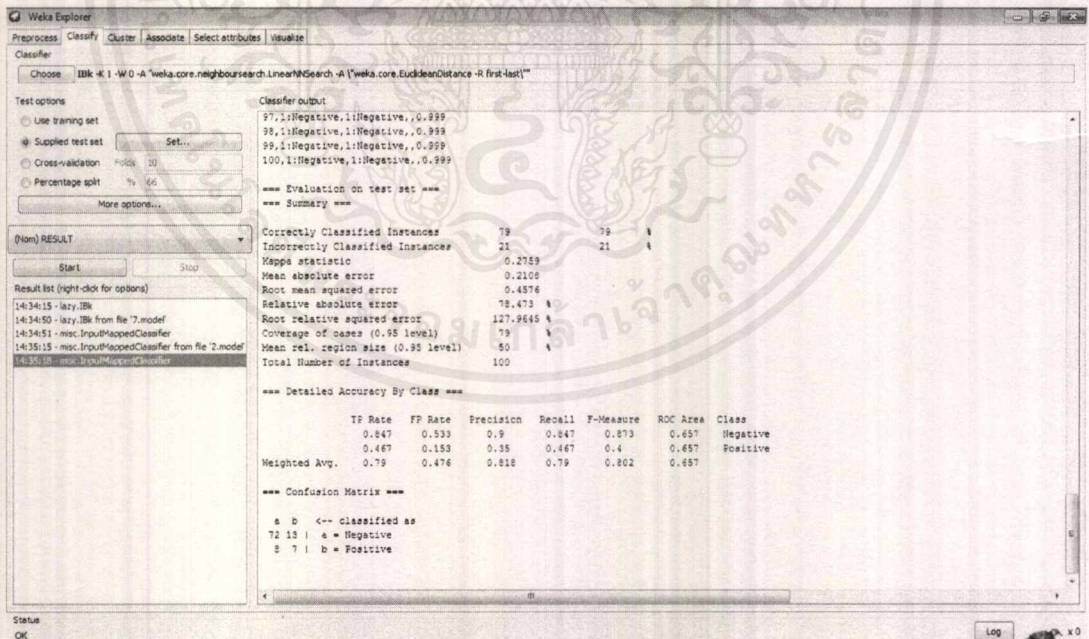 Weka Explorer
Preprocess Classify Cluster Associate Select attributes Visualize
Classifier
Choose IBk -K 1 -W 0 -A "weka.core.neighboursearch.LinearNNSearch -A \"weka.core.EuclideanDistance -R first-last\""
Test options
Use training set
Supplied test set Set...
Cross-validation Folds 10
Percentage split % 66
More options...
(Nom) RESULT
Start Stop
Result list (right-click for options)
14:34:15 - lazy.IBk
14:34:50 - lazy.IBk from file '7.model'
14:34:51 - misc.InputMappedClassifier
14:35:15 - misc.InputMappedClassifier from file '2.model'
14:35:18 - misc.InputMappedClassifier
Classifier output
97,1:Negative,1:Negative,,0.999
98,1:Negative,1:Negative,,0.999
99,1:Negative,1:Negative,,0.999
100,1:Negative,1:Negative,,0.999
=== Evaluation on test set ===
=== Summary ===
Correctly Classified Instances 79 79 %
Incorrectly Classified Instances 21 21 %
Kappa statistic 0.2759
Mean absolute error 0.2108
Root mean squared error 0.4576
Relative absolute error 78.473 %
Root relative squared error 127.9645 %
Coverage of cases (0.95 level) 79 %
Mean rel. region size (0.95 level) 50 %
Total Number of Instances 100
=== Detailed Accuracy By Class ===
TP Rate FP Rate Precision Recall F-Measure ROC Area Class
0.847 0.533 0.9 0.847 0.873 0.657 Negative
0.467 0.153 0.35 0.467 0.4 0.657 Positive
Weighted Avg. 0.79 0.476 0.818 0.79 0.802 0.657
=== Confusion Matrix ===
a b <-- classified as
72 13 | a = Negative
8 7 | b = Positive
Status
OK
Log
x 0